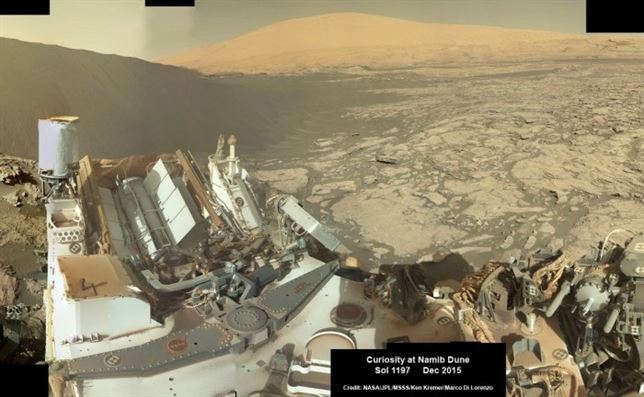 Curiosity at Namib Dune
Sol 1197 Dec 2015
Credit: NASA/JPL/MSSS/Ken Kremer/Marco Di Lorenzo